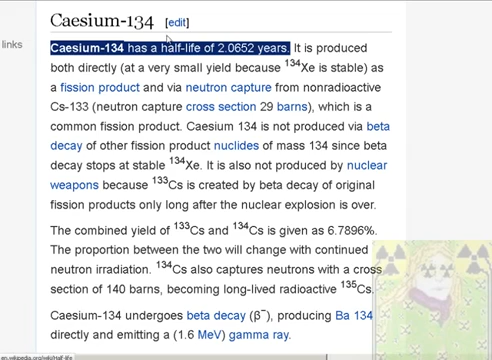 Caesium-134 [edit]
links
Caesium-134 has a half-life of 2.0652 years. It is produced
both directly (at a very small yield because ¹³⁴Xe is stable) as
a fission product and via neutron capture from nonradioactive
Cs-133 (neutron capture cross section 29 barns), which is a
common fission product. Caesium 134 is not produced via beta
decay of other fission product nuclides of mass 134 since beta
decay stops at stable ¹³⁴Xe. It is also not produced by nuclear
weapons because ¹³³Cs is created by beta decay of original
fission products only long after the nuclear explosion is over.
The combined yield of ¹³³Cs and ¹³⁴Cs is given as 6.7896%.
The proportion between the two will change with continued
neutron irradiation. ¹³⁴Cs also captures neutrons with a cross
section of 140 barns, becoming long-lived radioactive ¹³⁵Cs.
Caesium-134 undergoes beta decay (β⁻), producing Ba 134
directly and emitting a (1.6 MeV) gamma ray.
en.wikipedia.org/wiki/Half-life